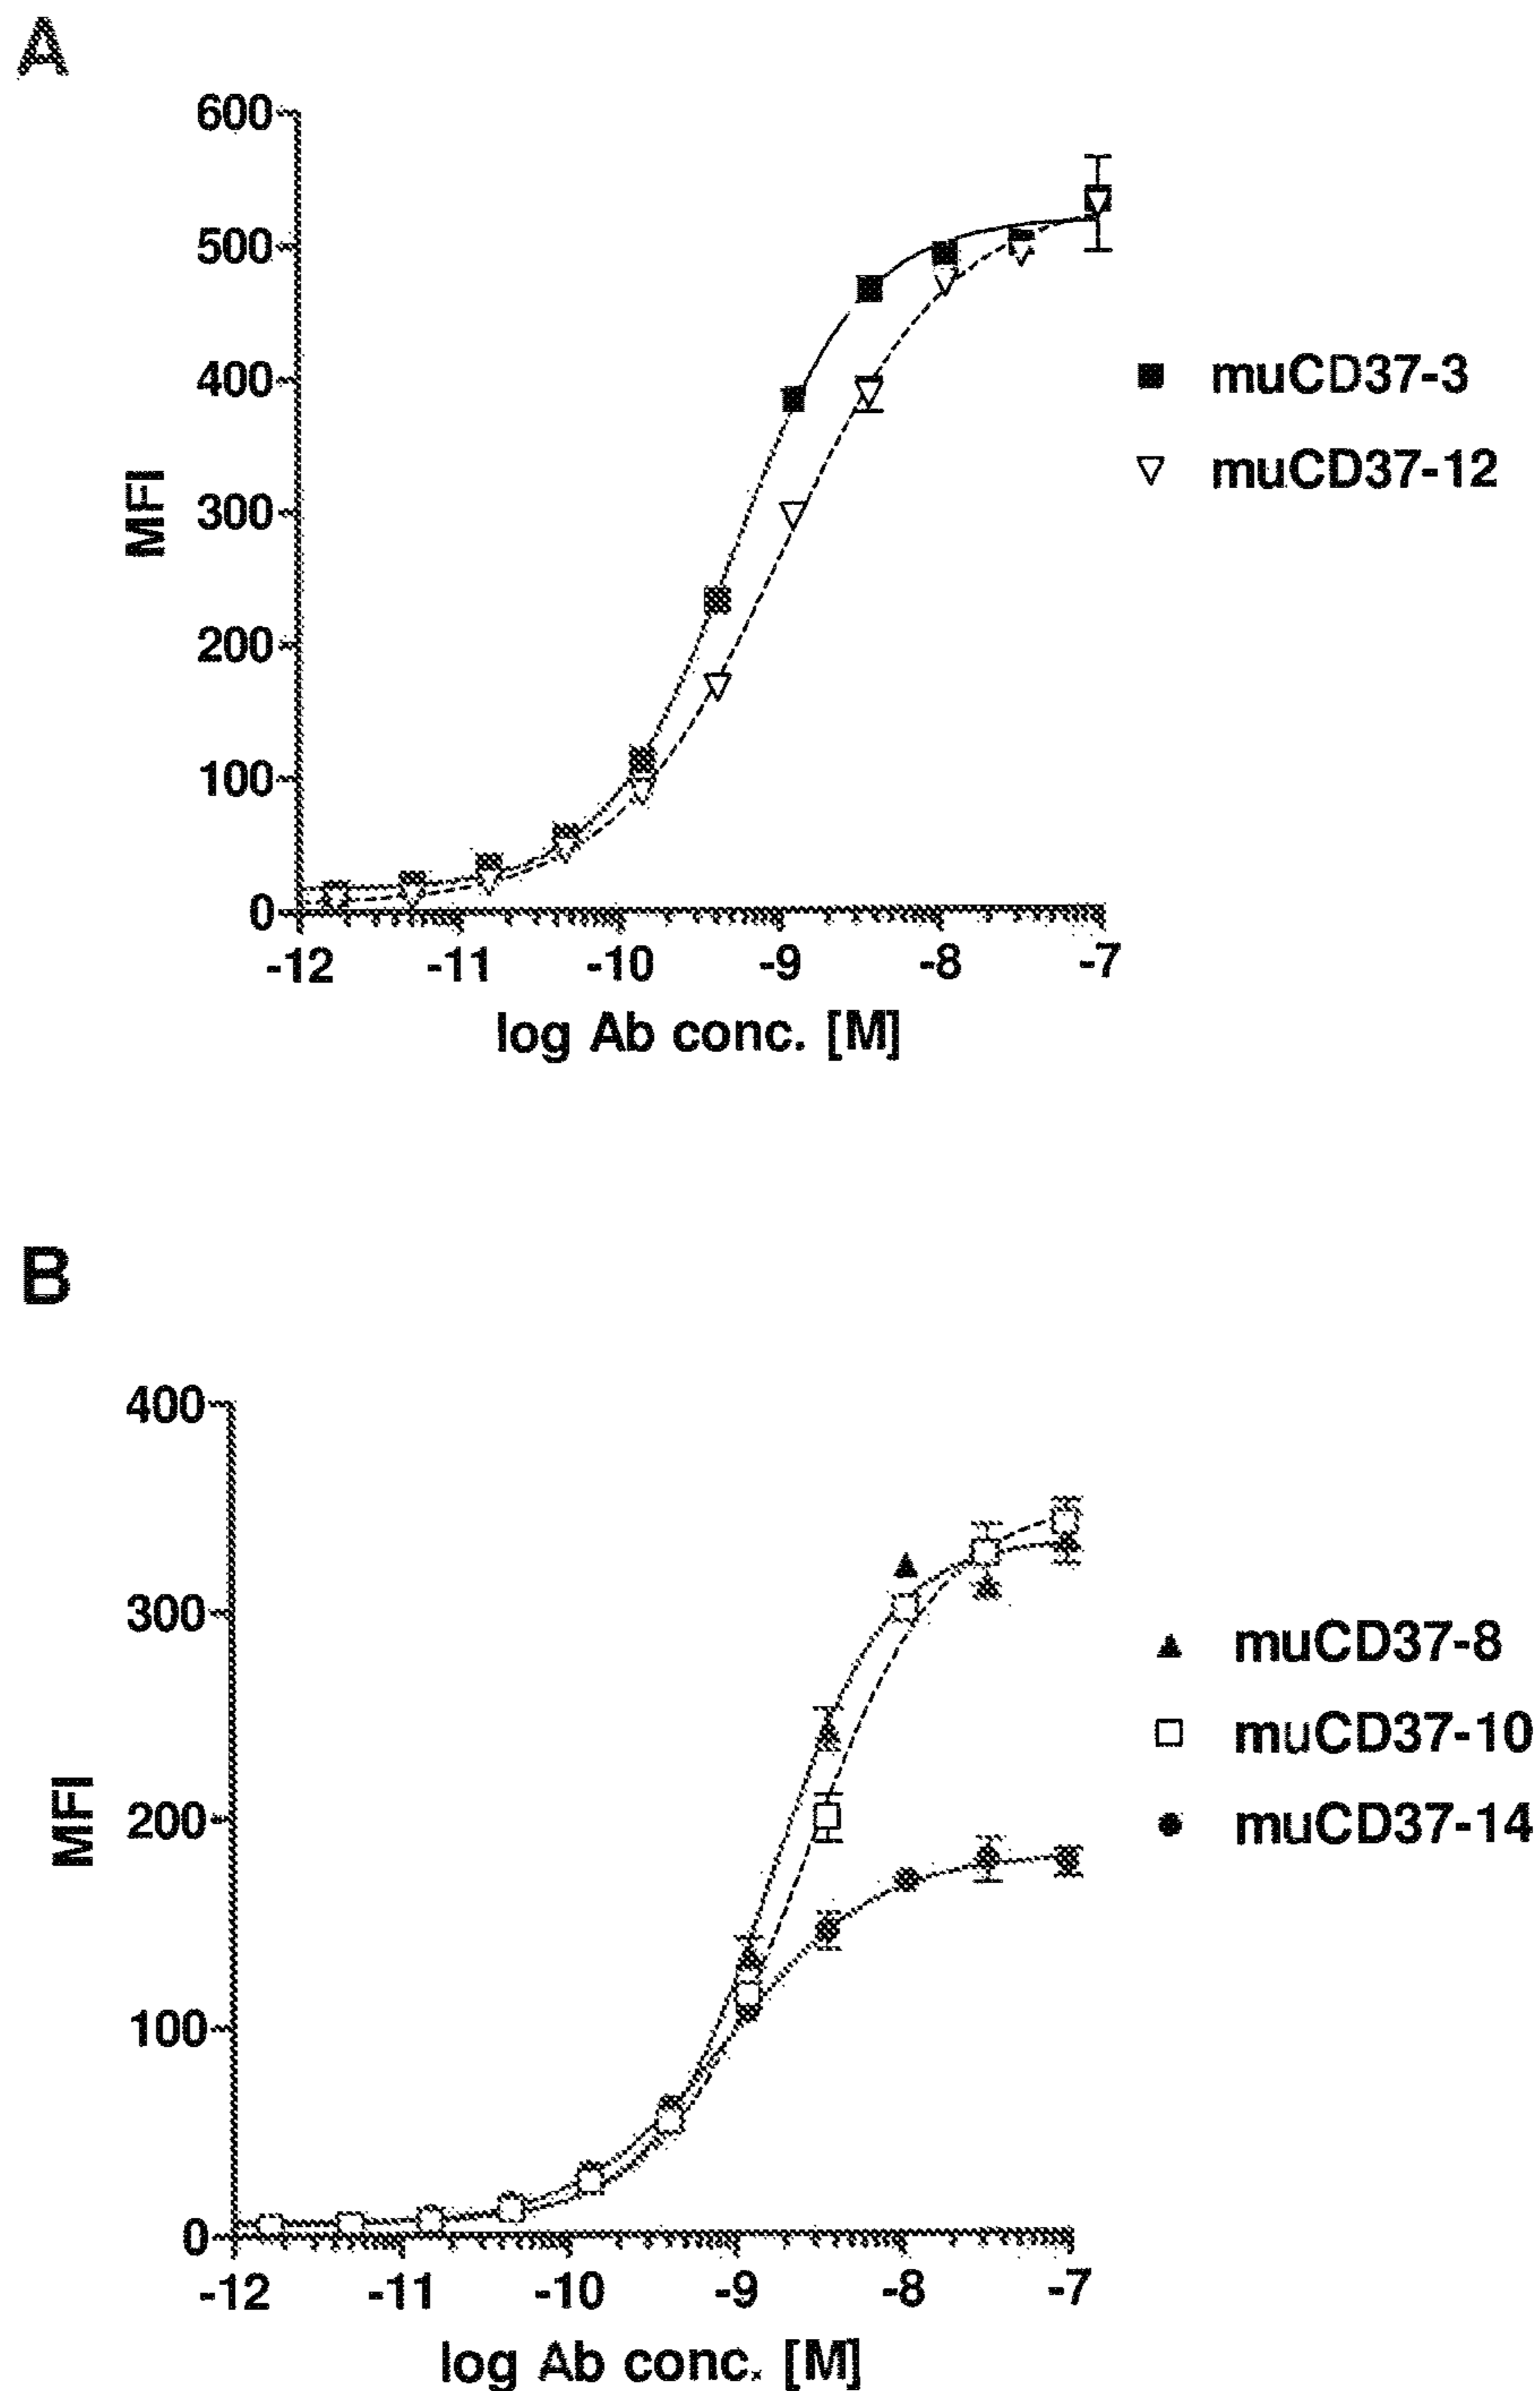 A
600
500
400
300
200
100
0
MFI
-12 -11 -10 -9 -8 -7
log Ab conc. [M]
muCD37-3
muCD37-12
B
400
300
200
100
0
MFI
-12 -11 -10 -9 -8 -7
log Ab conc. [M]
muCD37-8
muCD37-10
muCD37-14